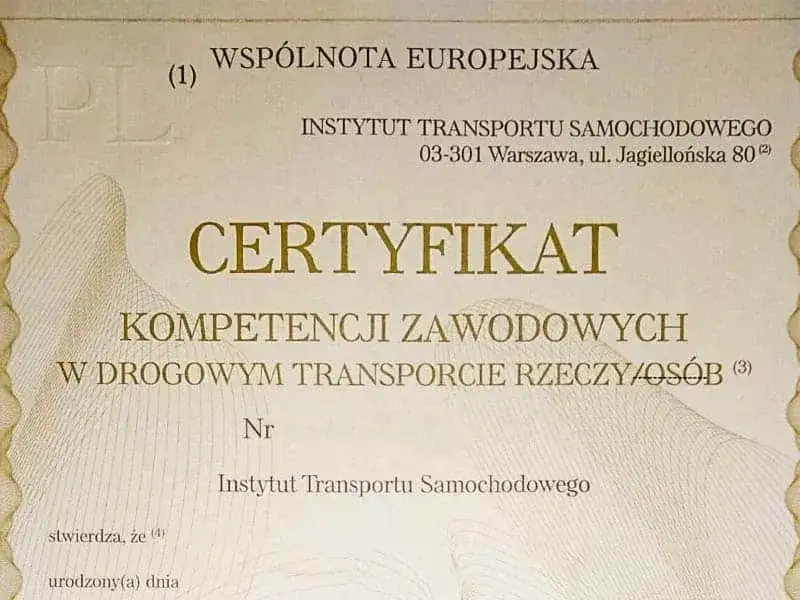 PL
(1) WSPÓLNOTA EUROPEJSKA
INSTYTUT TRANSPORTU SAMOCHODOWEGO
03-301 Warszawa, ul. Jagiellońska 80 (2)
CERTYFIKAT
KOMPETENCJI ZAWODOWYCH
W DROGOWYM TRANSPORCIE RZECZY/OSÓB (3)
Nr
Instytut Transportu Samochodowego
stwierdza, że (4)
urodzony(a) dnia